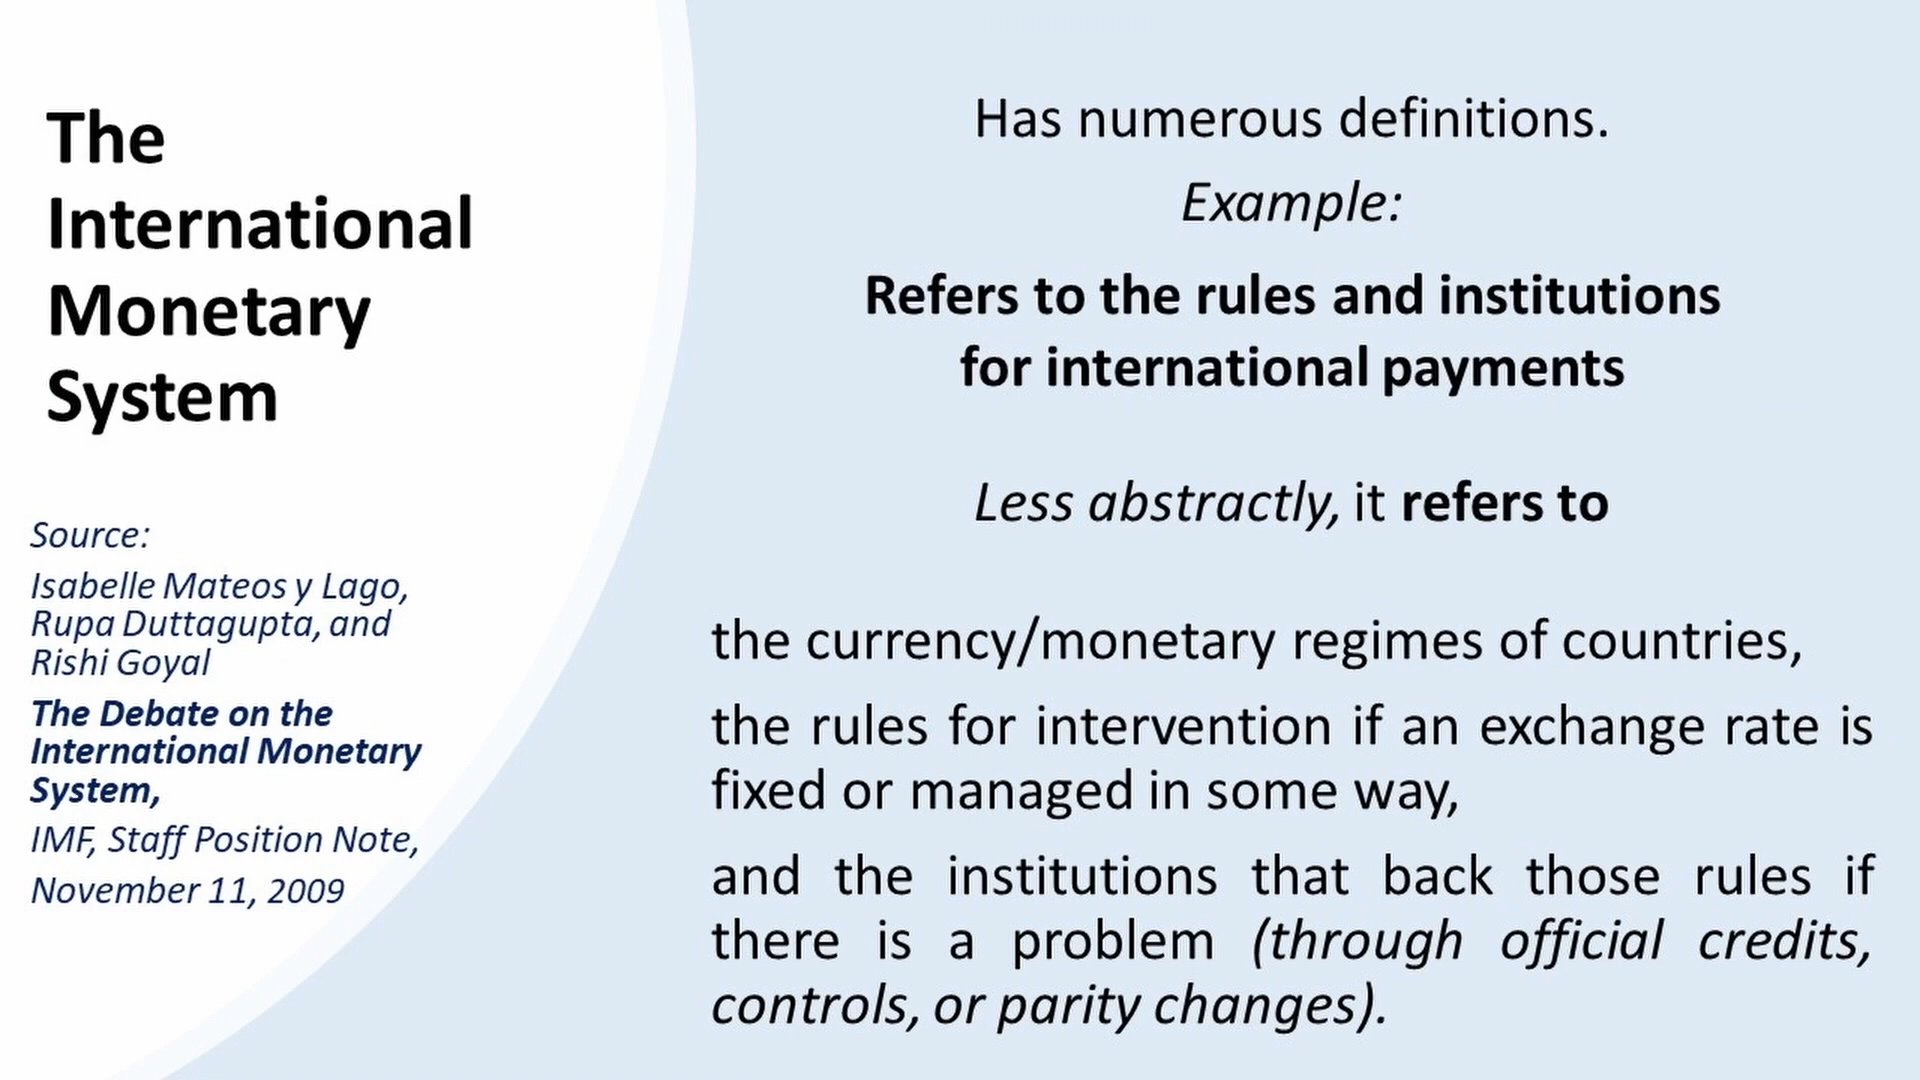 The
International
Monetary
System
Source:
Isabelle Mateos y Lago,
Rupa Duttagupta, and
Rishi Goyal
The Debate on the
International Monetary
System,
IMF, Staff Position Note,
November 11, 2009
Has numerous definitions.
Example:
Refers to the rules and institutions
for international payments
Less abstractly, it refers to
the currency/monetary regimes of countries,
the rules for intervention if an exchange rate is
fixed or managed in some way,
and the institutions that back those rules if
there is a problem (through official credits,
controls, or parity changes).